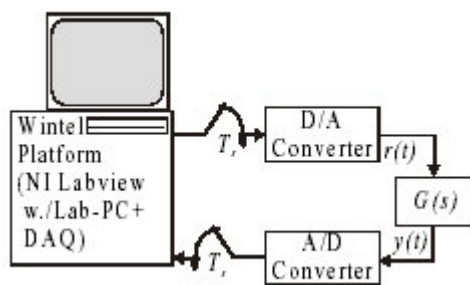 Wintel
Platform
(NI Labview
w./Lab-PC+
DAQ)
Ts
D/A
Converter
r(t)
G(s)
y(t)
A/D
Converter
Ts